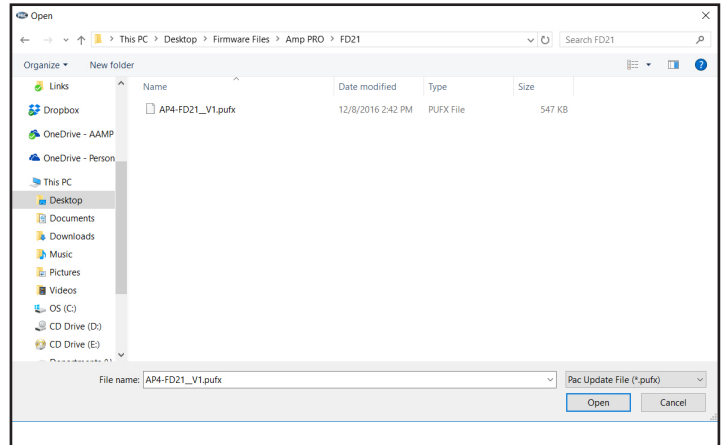 Open
This PC > Desktop > Firmware Files > Amp PRO > FD21
Search FD21
Organize
New folder
Name
Date modified
Type
Size
AP4-FD21__V1.pufx
12/8/2016 2:42 PM
PUFX File
547 KB
Links
Dropbox
OneDrive - AAMP
OneDrive - Person
This PC
Desktop
Documents
Downloads
Music
Pictures
Videos
OS (C:)
CD Drive (D:)
CD Drive (E:)
File name: AP4-FD21__V1.pufx
Pac Update File (*.pufx)
Open
Cancel